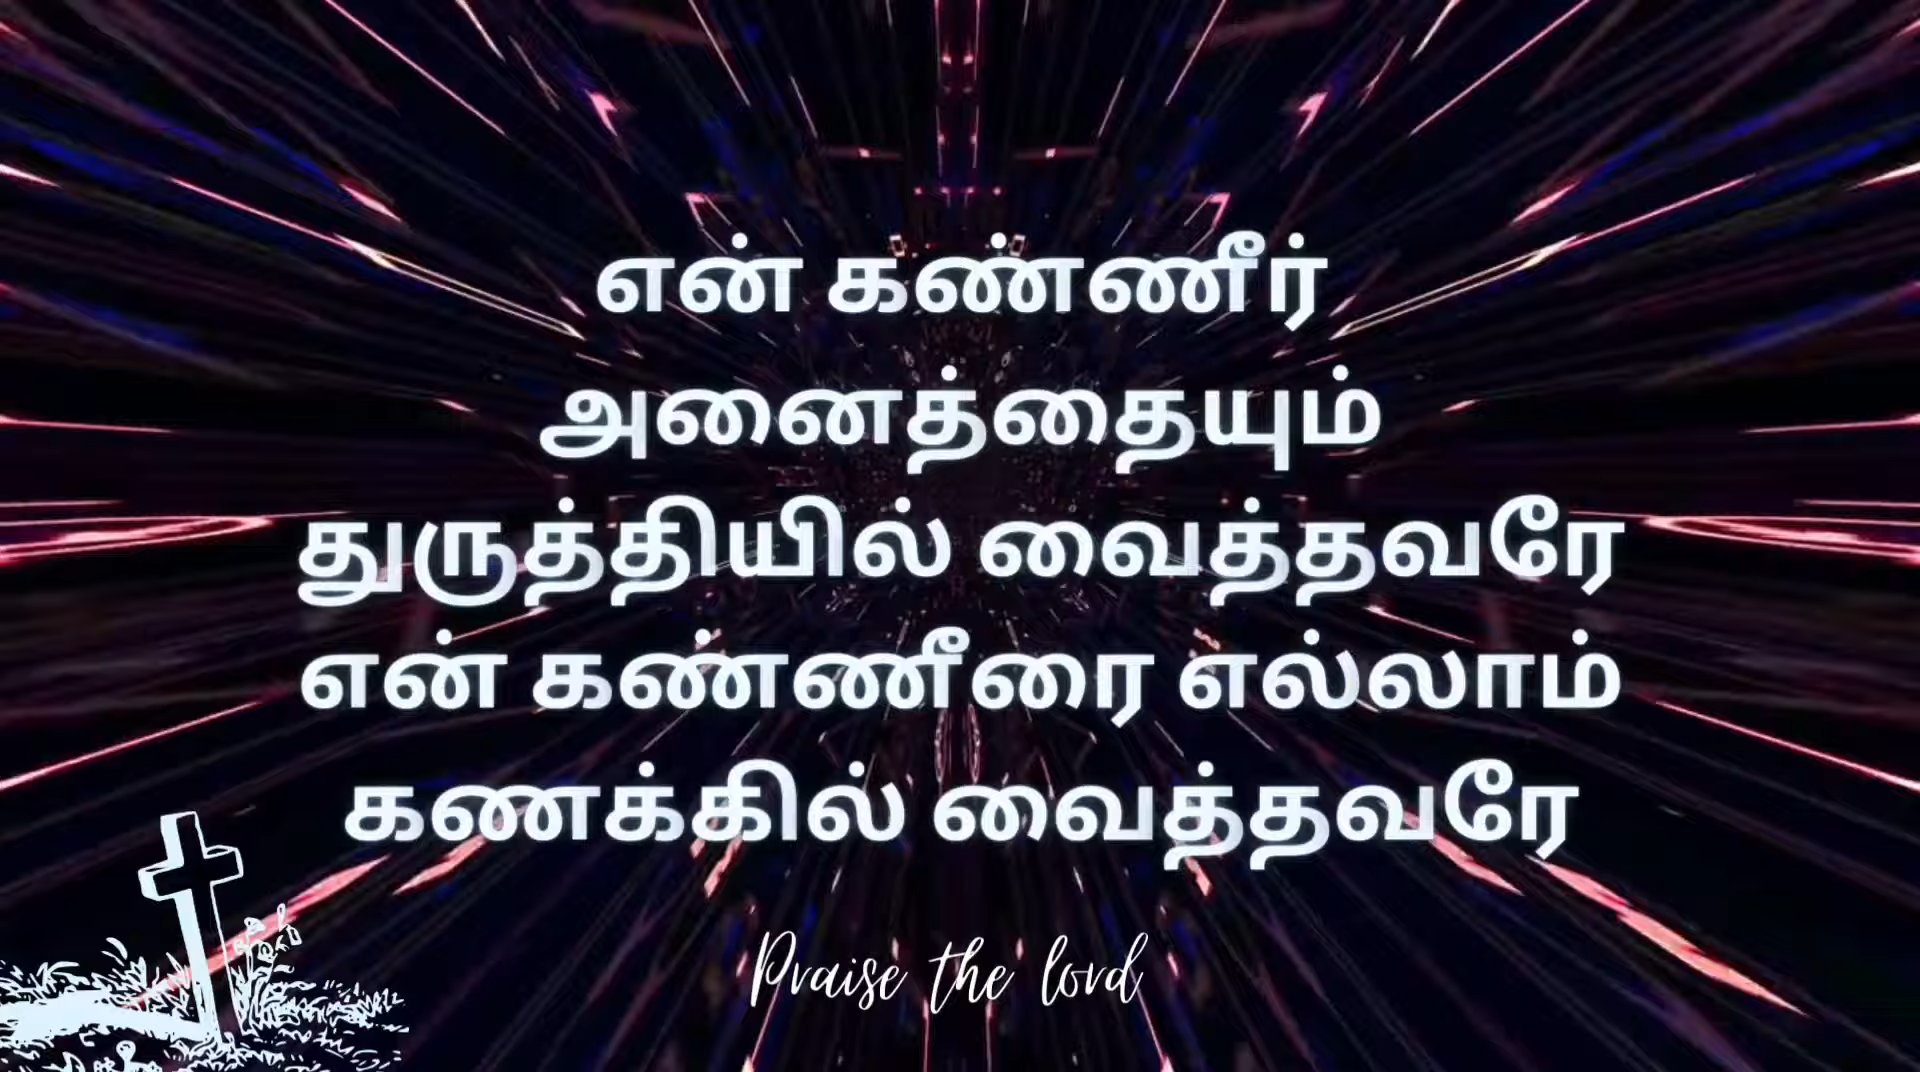 என் கண்ணீர்
அனைத்தையும்
துருத்தியில் வைத்தவரே
என் கண்ணீரை எல்லாம்
கணக்கில் வைத்தவரே
Praise the lord